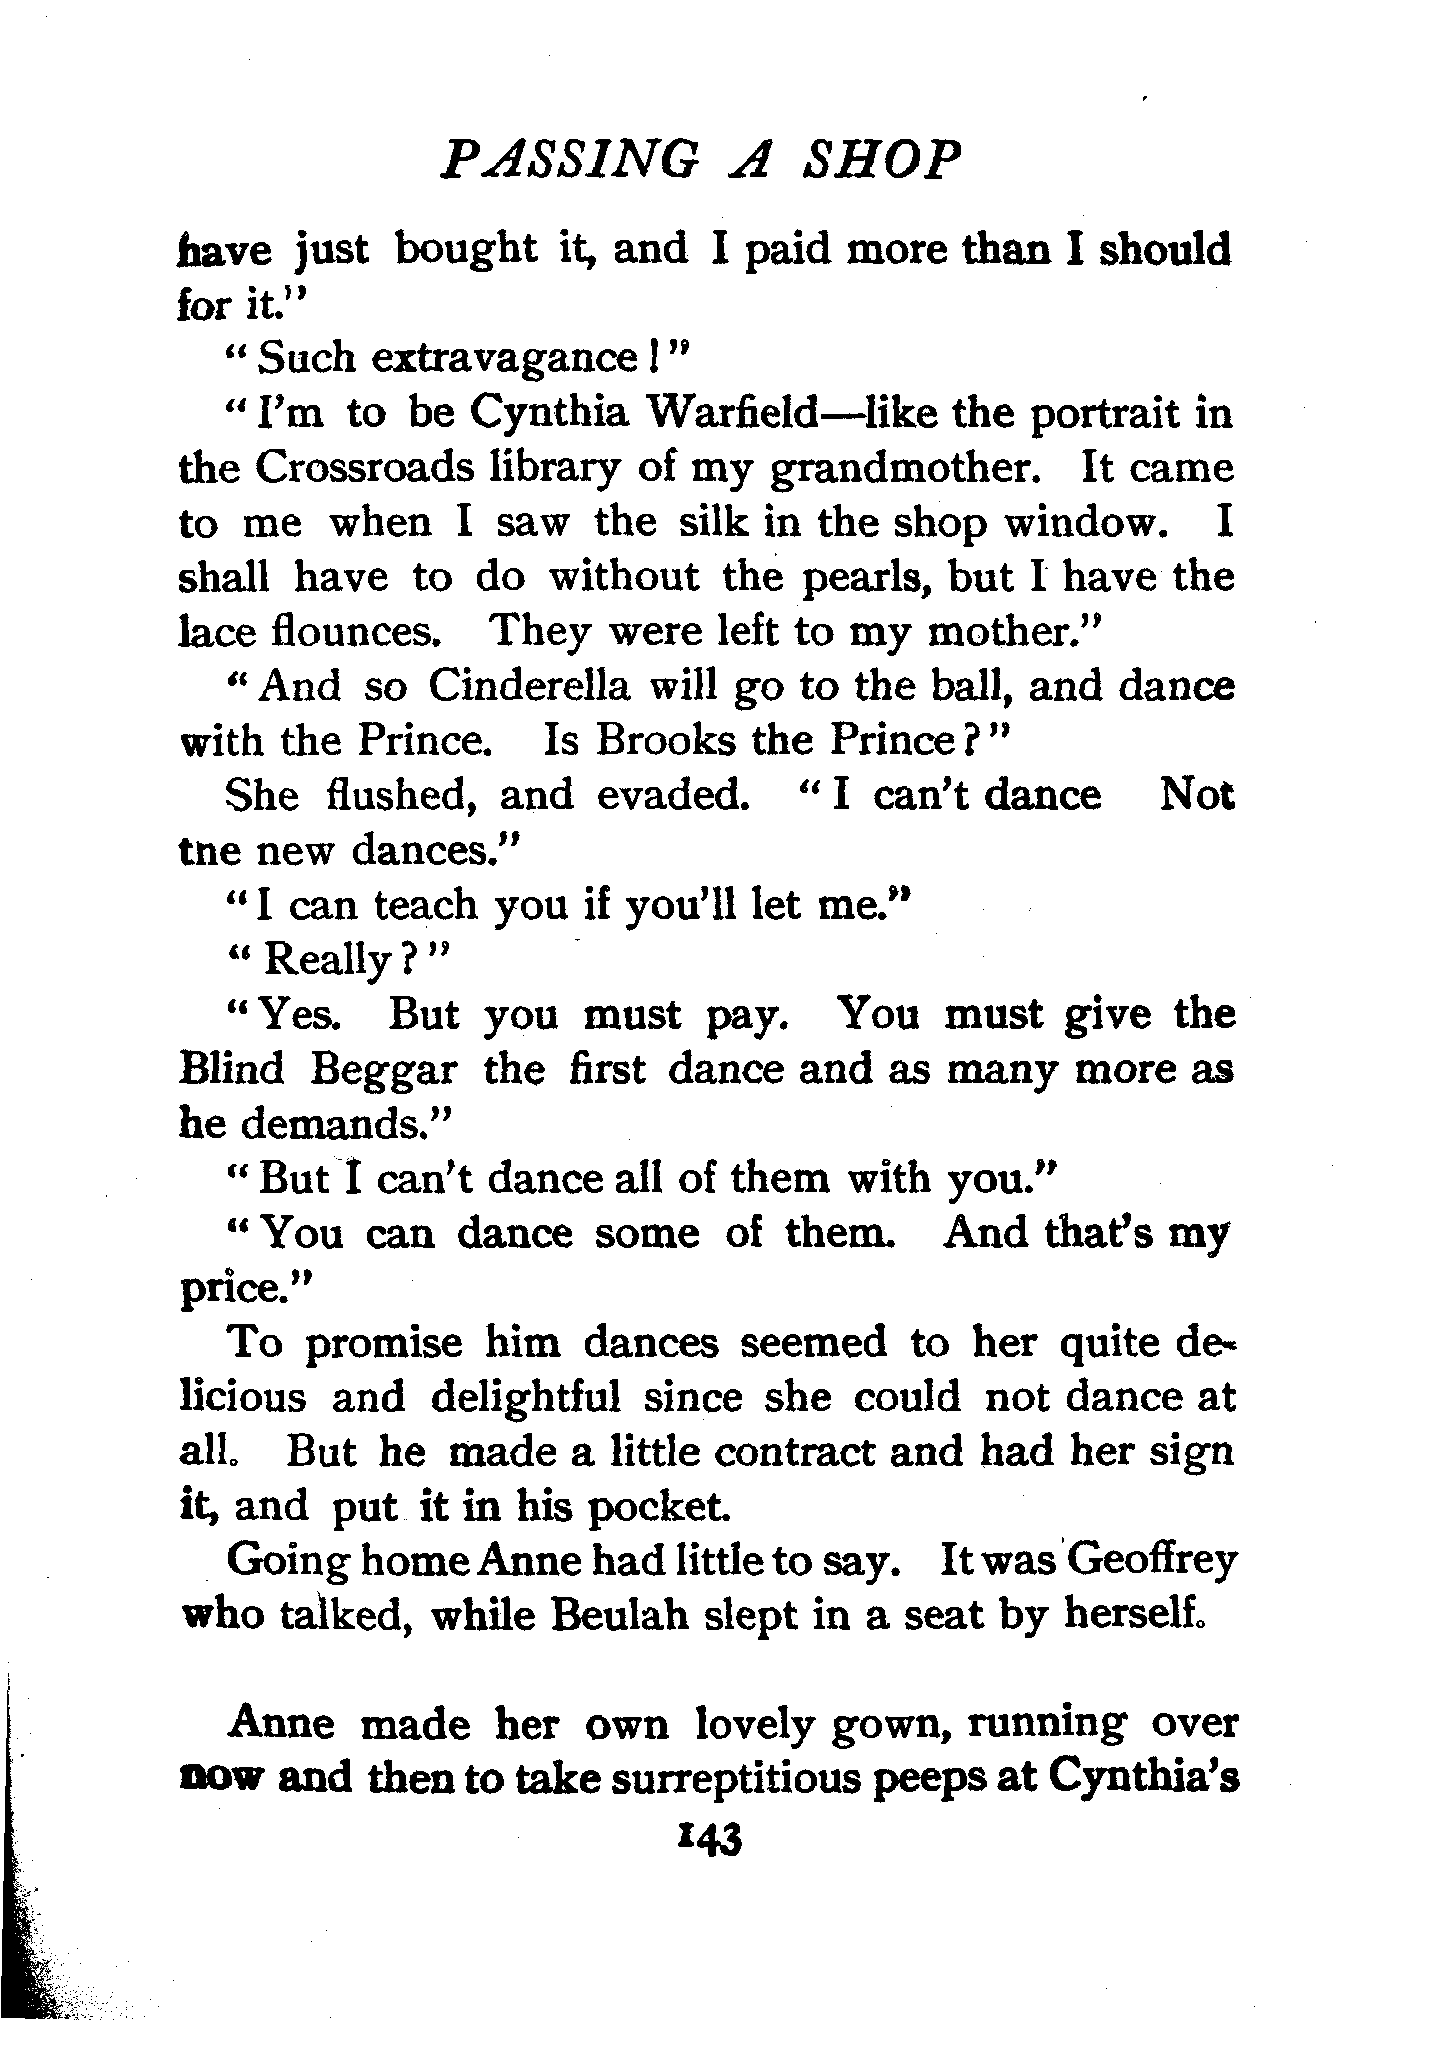 PASSING A SHOP
have just bought it, and I paid more than I should
for it."
"Such extravagance!"
"I'm to be Cynthia Warfield—like the portrait in
the Crossroads library of my grandmother. It came
to me when I saw the silk in the shop window. I
shall have to do without the pearls, but I have the
lace flounces. They were left to my mother."
"And so Cinderella will go to the ball, and dance
with the Prince. Is Brooks the Prince?"
She flushed, and evaded. "I can't dance Not
tne new dances."
"I can teach you if you'll let me."
"Really?"
"Yes. But you must pay. You must give the
Blind Beggar the first dance and as many more as
he demands."
"But I can't dance all of them with you."
"You can dance some of them. And that's my
price."
To promise him dances seemed to her quite de-
licious and delightful since she could not dance at
all. But he made a little contract and had her sign
it, and put it in his pocket.
Going home Anne had little to say. It was Geoffrey
who talked, while Beulah slept in a seat by herself.
Anne made her own lovely gown, running over
now and then to take surreptitious peeps at Cynthia's
143